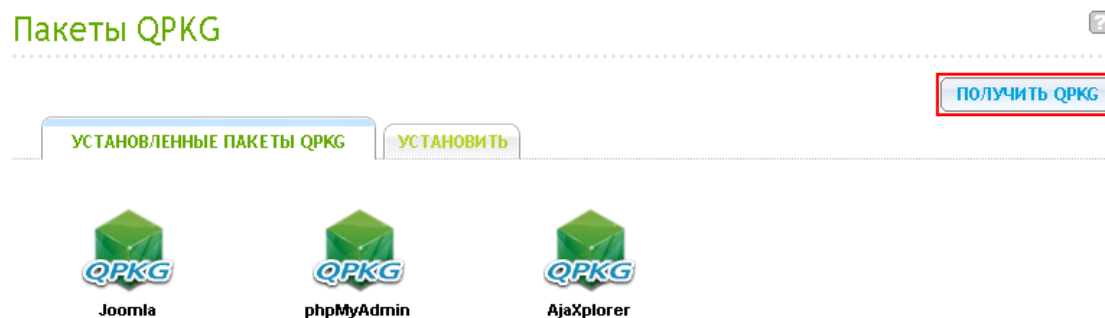 Пакеты QPKG
?
ПОЛУЧИТЬ QPKG
УСТАНОВЛЕННЫЕ ПАКЕТЫ QPKG
УСТАНОВИТЬ
QPKG QPKG QPKG
Joomla phpMyAdmin AjaXplorer